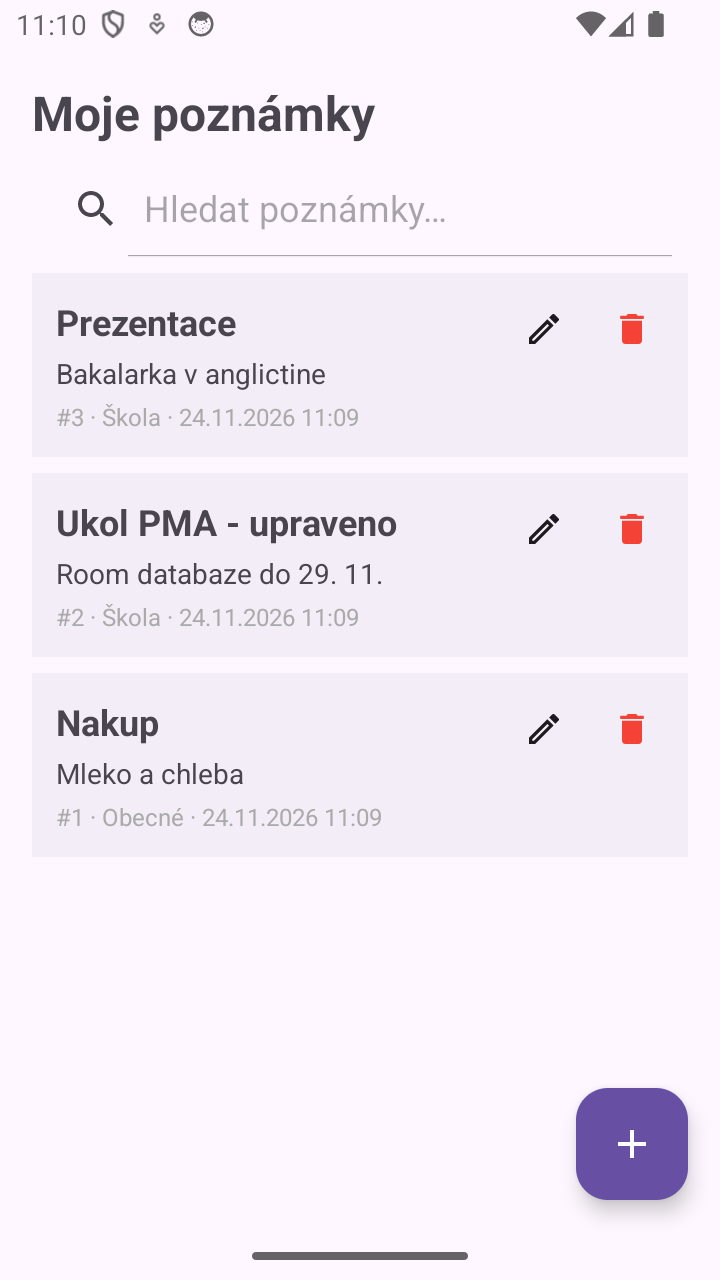 11:10
Moje poznámky
Hledat poznámky…
Prezentace
Bakalarka v anglictine
#3 · Škola · 24.11.2026 11:09
Ukol PMA - upraveno
Room databaze do 29. 11.
#2 · Škola · 24.11.2026 11:09
Nakup
Mleko a chleba
#1 · Obecné · 24.11.2026 11:09